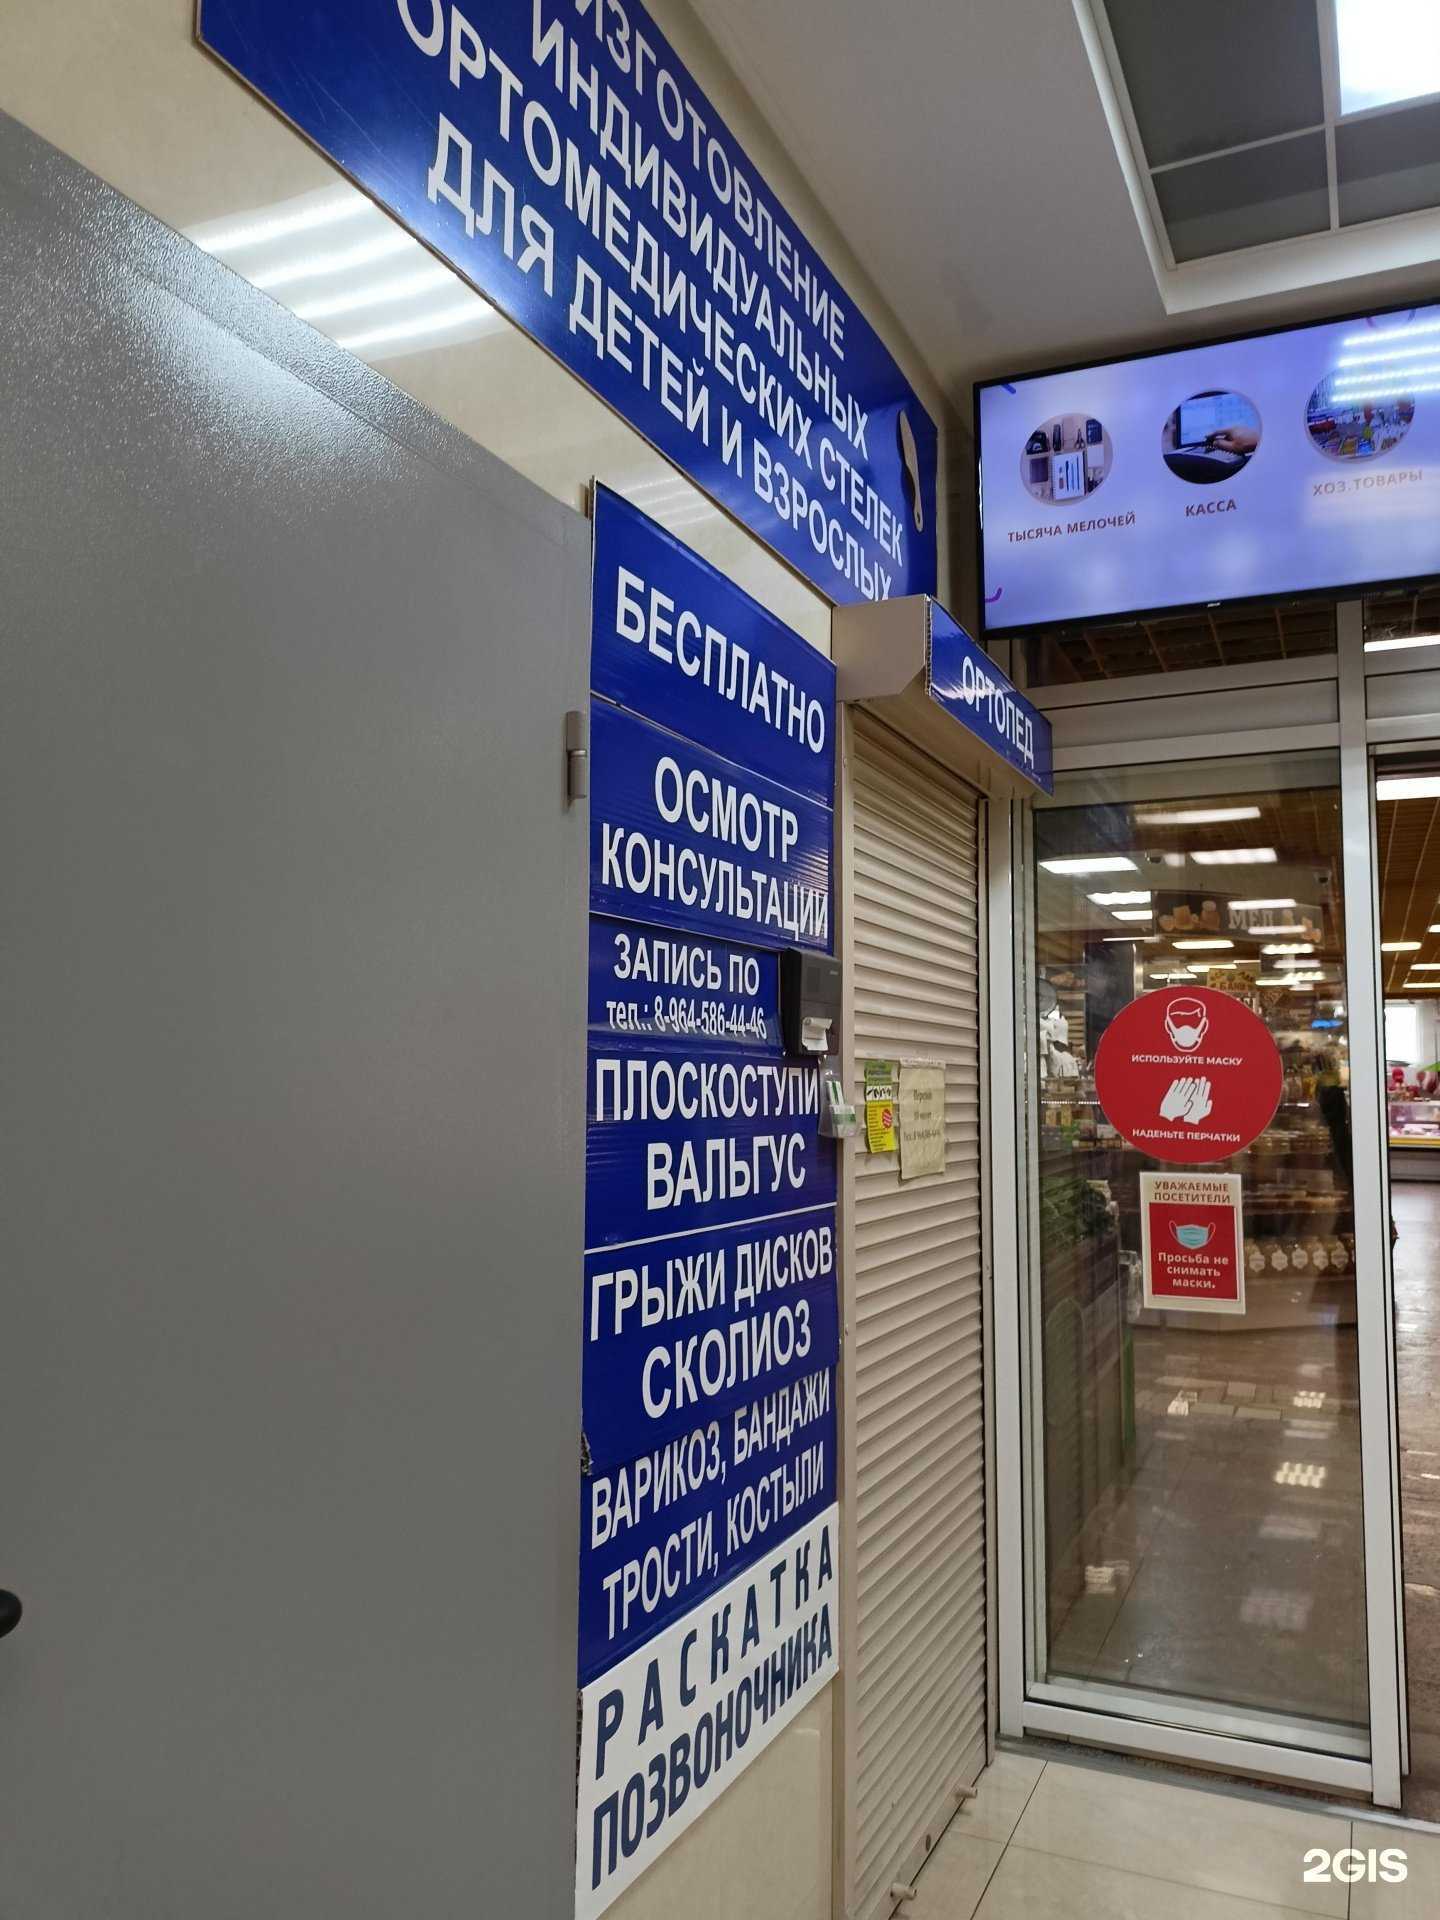 ИЗГОТОВЛЕНИЕ
ИНДИВИДУАЛЬНЫХ
ОРТОМЕДИЧЕСКИХ СТЕЛЕК
ДЛЯ ДЕТЕЙ И ВЗРОСЛЫХ
БЕСПЛАТНО
ОСМОТР
КОНСУЛЬТАЦИИ
ЗАПИСЬ ПО
тел.: 8-964-586-44-46
ПЛОСКОСТУПИ
ВАЛЬГУС
ГРЫЖИ ДИСКОВ
СКОЛИОЗ
ВАРИКОЗ, БАНДАЖИ
ТРОСТИ, КОСТЫЛИ
РАСКАТКА
ПОЗВОНОЧНИКА
ОРТОПЕД
ТЫСЯЧА МЕЛОЧЕЙ
КАССА
ХОЗ.ТОВАРЫ
МЁД
ИСПОЛЬЗУЙТЕ МАСКУ
НАДЕНЬТЕ ПЕРЧАТКИ
УВАЖАЕМЫЕ
ПОСЕТИТЕЛИ
Просьба не
снимать
маски.
2GIS